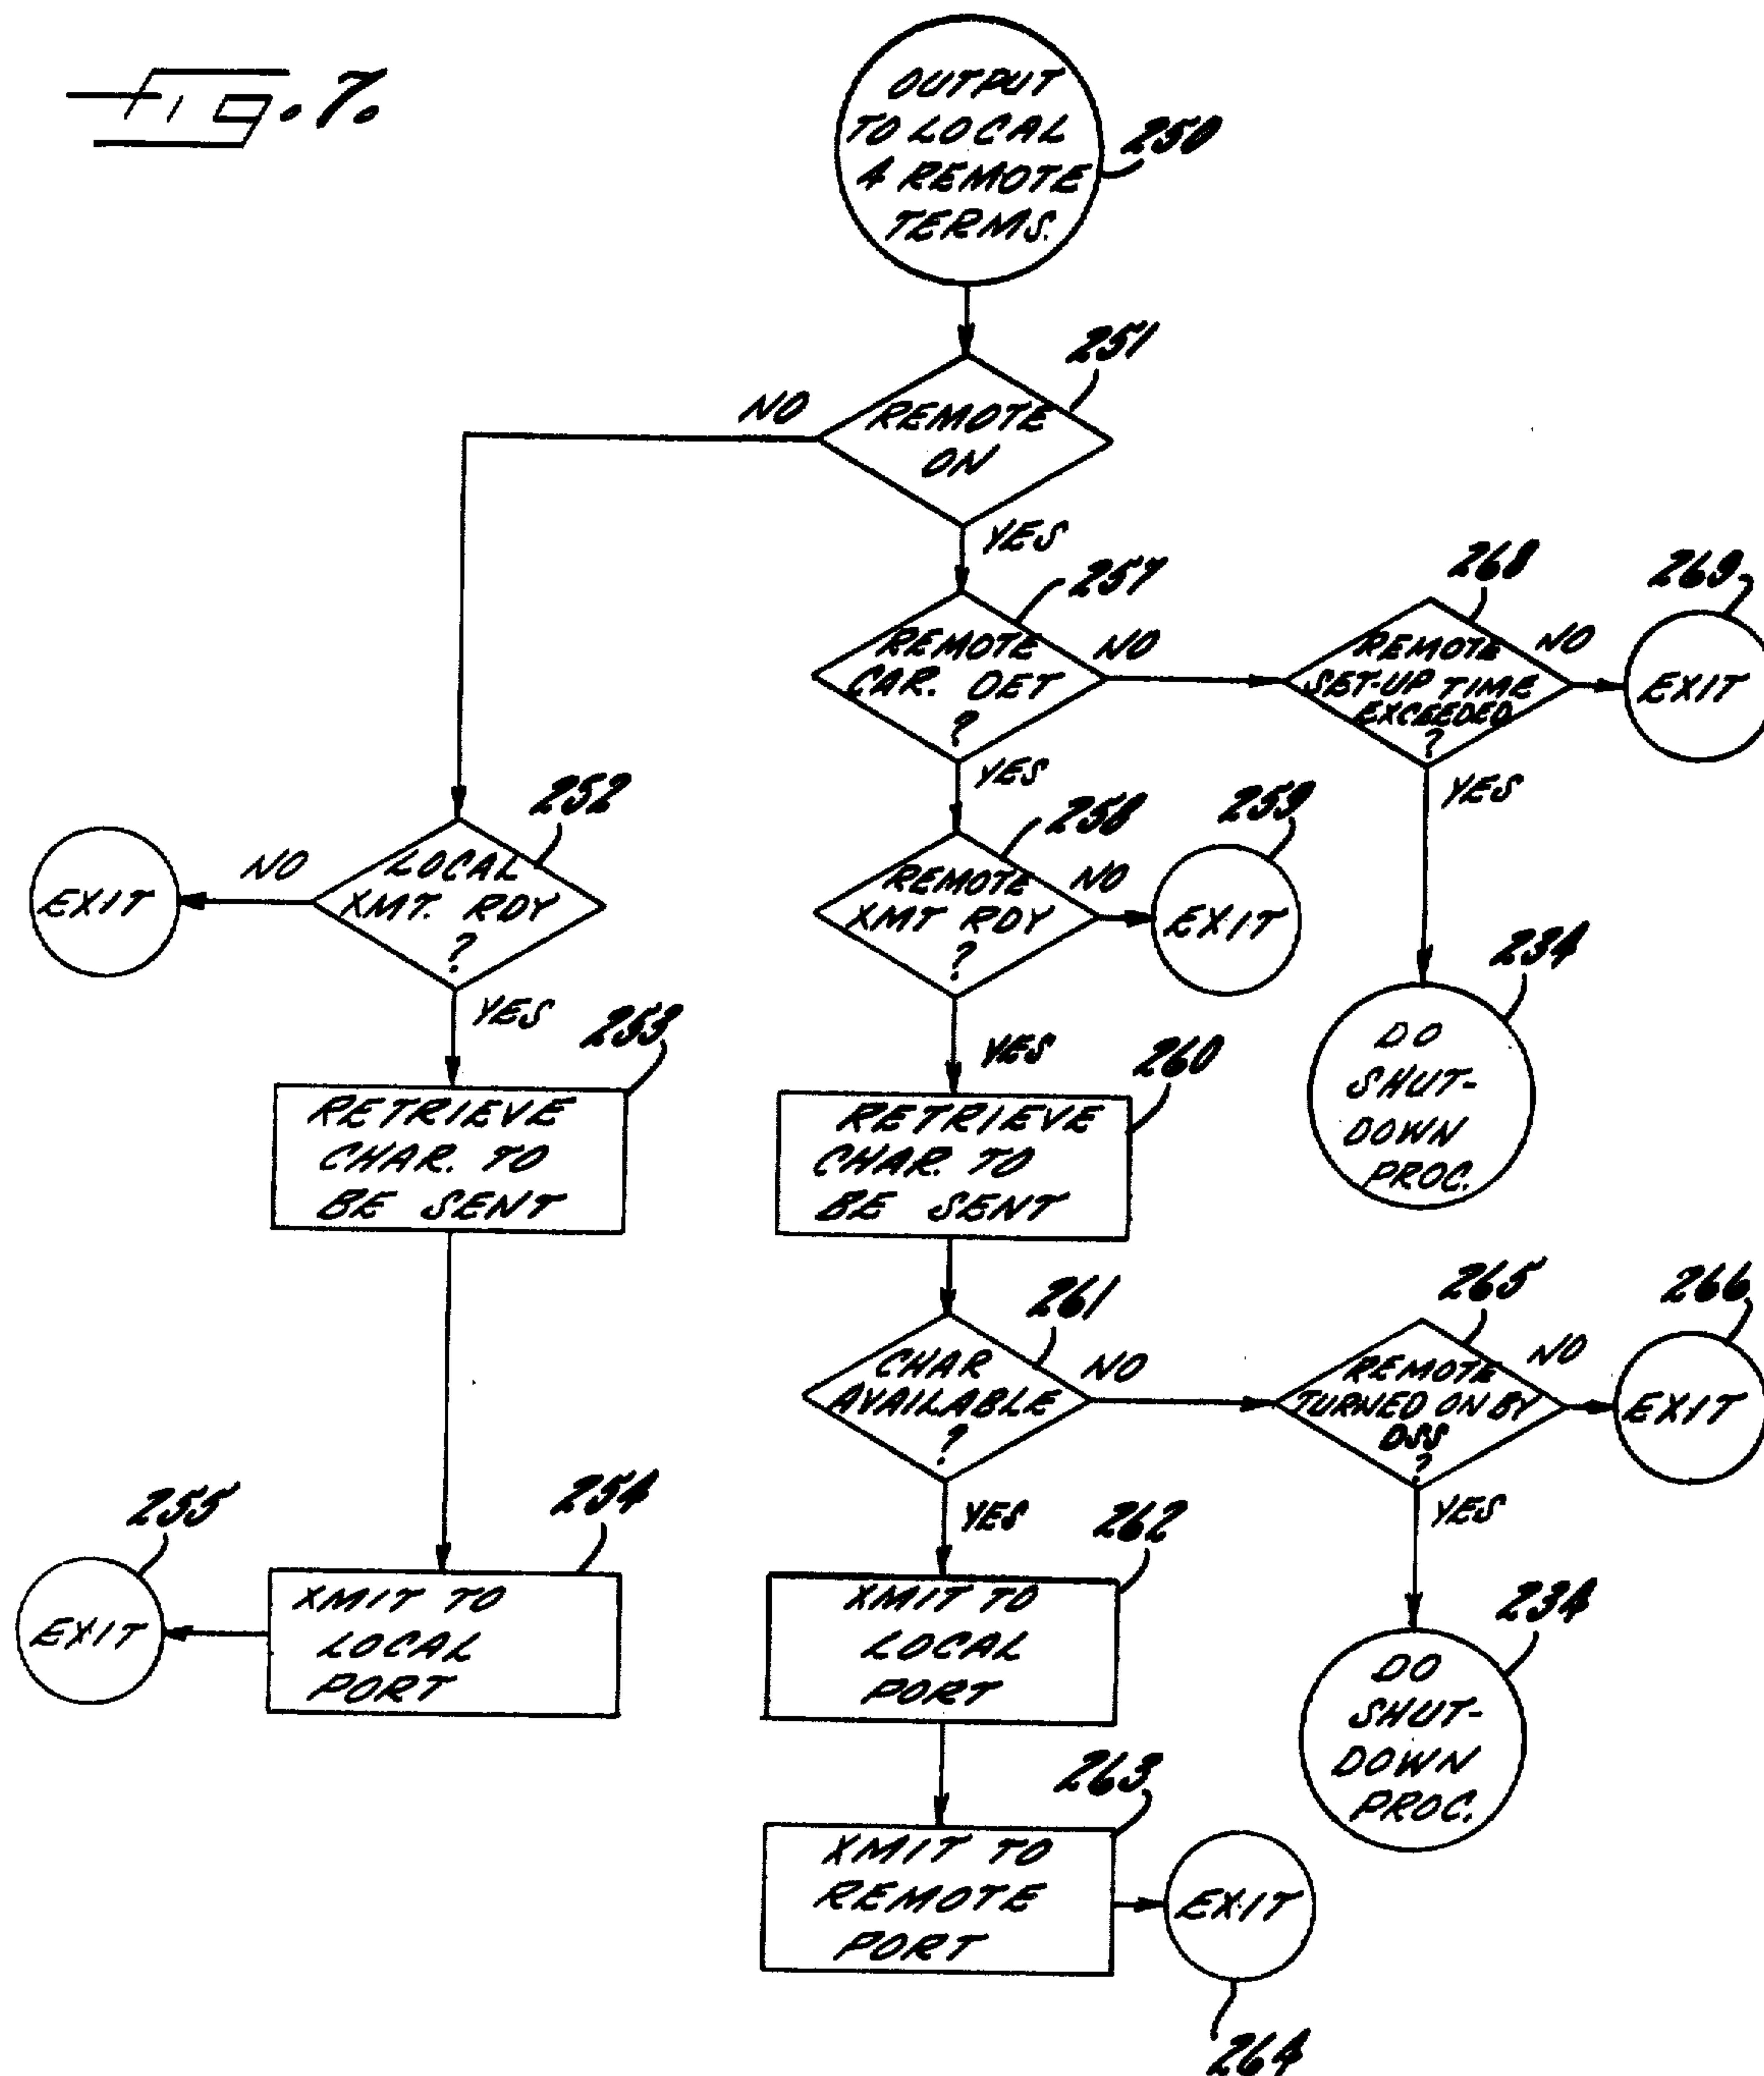 Fig. 7.
OUTPUT
TO LOCAL
& REMOTE
TERMS.
250
251
REMOTE
ON
NO
YES
257
REMOTE
CAR. DET
?
NO
YES
268
REMOTE
SET-UP TIME
EXCEEDED
?
NO
YES
269
EXIT
252
LOCAL
XMT. RDY
?
NO
EXIT
YES
258
REMOTE
XMT RDY
?
NO
YES
259
EXIT
234
DO
SHUT-
DOWN
PROC.
253
RETRIEVE
CHAR. TO
BE SENT
260
RETRIEVE
CHAR. TO
BE SENT
261
CHAR
AVAILABLE
?
NO
YES
265
REMOTE
TURNED ON BY
DSS
?
NO
YES
266
EXIT
255
EXIT
254
XMIT TO
LOCAL
PORT
262
XMIT TO
LOCAL
PORT
234
DO
SHUT-
DOWN
PROC.
263
XMIT TO
REMOTE
PORT
EXIT
264